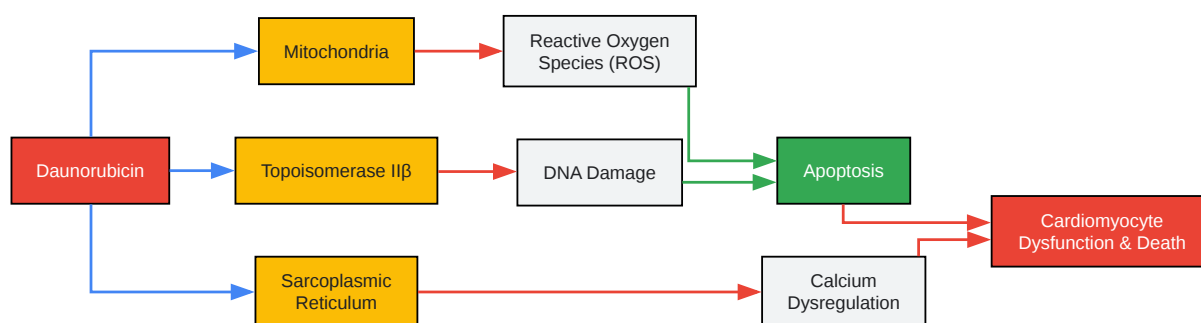 Mitochondria
Reactive Oxygen
Species (ROS)
Daunorubicin
Topoisomerase IIβ
DNA Damage
Apoptosis
Cardiomyocyte
Dysfunction & Death
Sarcoplasmic
Reticulum
Calcium
Dysregulation